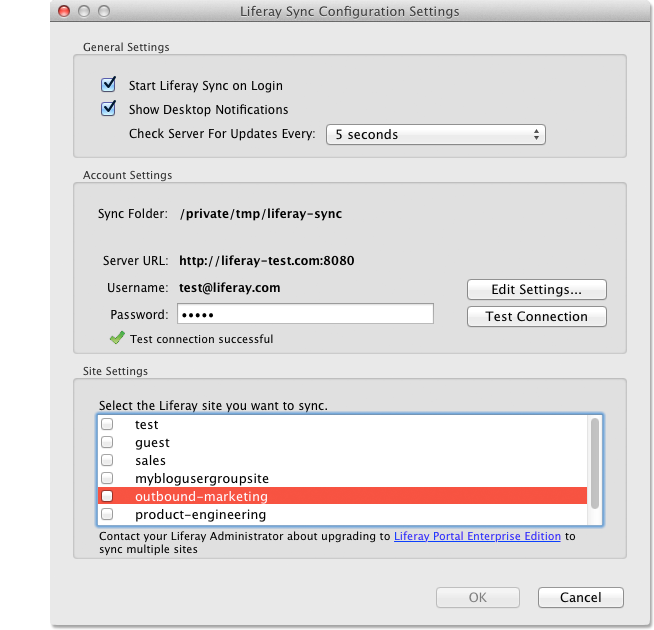 Liferay Sync Configuration Settings
General Settings
Start Liferay Sync on Login
Show Desktop Notifications
Check Server For Updates Every: 5 seconds
Account Settings
Sync Folder: /private/tmp/liferay-sync
Server URL: http://liferay-test.com:8080
Username: test@liferay.com
Edit Settings...
Password: •••••
Test Connection
Test connection successful
Site Settings
Select the Liferay site you want to sync.
test
guest
sales
myblogusergroupsite
outbound-marketing
product-engineering
Contact your Liferay Administrator about upgrading to Liferay Portal Enterprise Edition to
sync multiple sites
OK Cancel